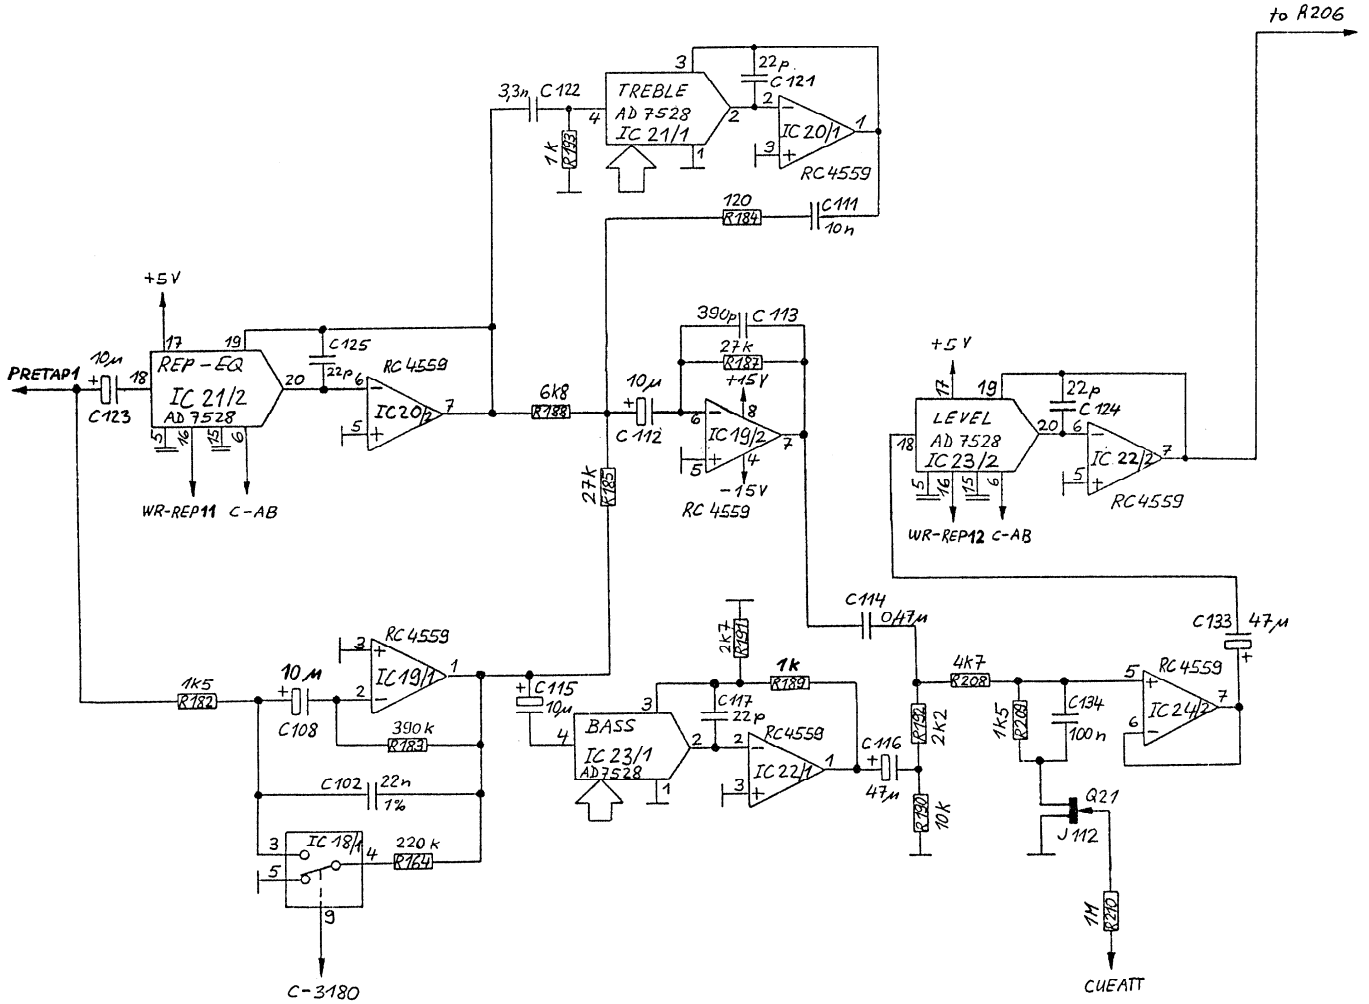 to R206
3
22p.
C121
3,3n C122
TREBLE
4
AD 7528
IC 21/1
2
2
−
1
IC 20/1
3
+
1
RC 4559
1k
R193
120
R184
C111
10n
+5V
17
19
C125
22p
10µ
+
PRETAP1
18
REP-EQ
IC 21/2
AD 7528
20
6
−
RC 4559
IC 20/2
7
5
+
C123
5
16
15
6
WR-REP11 C-AB
6k8
R188
390p C113
27k
R187
+15V
8
10µ
+
C112
6
−
IC 19/2
7
5
+
4
−15V
RC 4559
27k
R185
+5V
17
19
22p
C124
18
LEVEL
AD 7528
IC 23/2
20
6
−
IC 22/2
7
5
+
RC 4559
5
16
15
6
WR-REP12 C-AB
C114
0,47µ
C133
47µ
+
RC 4559
3
+
IC 19/1
1
2
−
1k5
R182
10µ
+
C108
390k
R183
C102
22n
1%
IC 18/1
3
4
5
9
220k
R164
C-3180
+
C115
10µ
2k7
R191
1k
R189
3
C117
22p
4
BASS
IC 23/1
AD7528
2
2
−
RC4559
IC 22/1
1
3
+
1
C116
+
47µ
R192
2k2
R190
10k
4k7
R208
1k5
R209
C134
100n
5
+
RC 4559
IC 24/2
7
6
−
Q21
J112
1M
R210
CUEATT